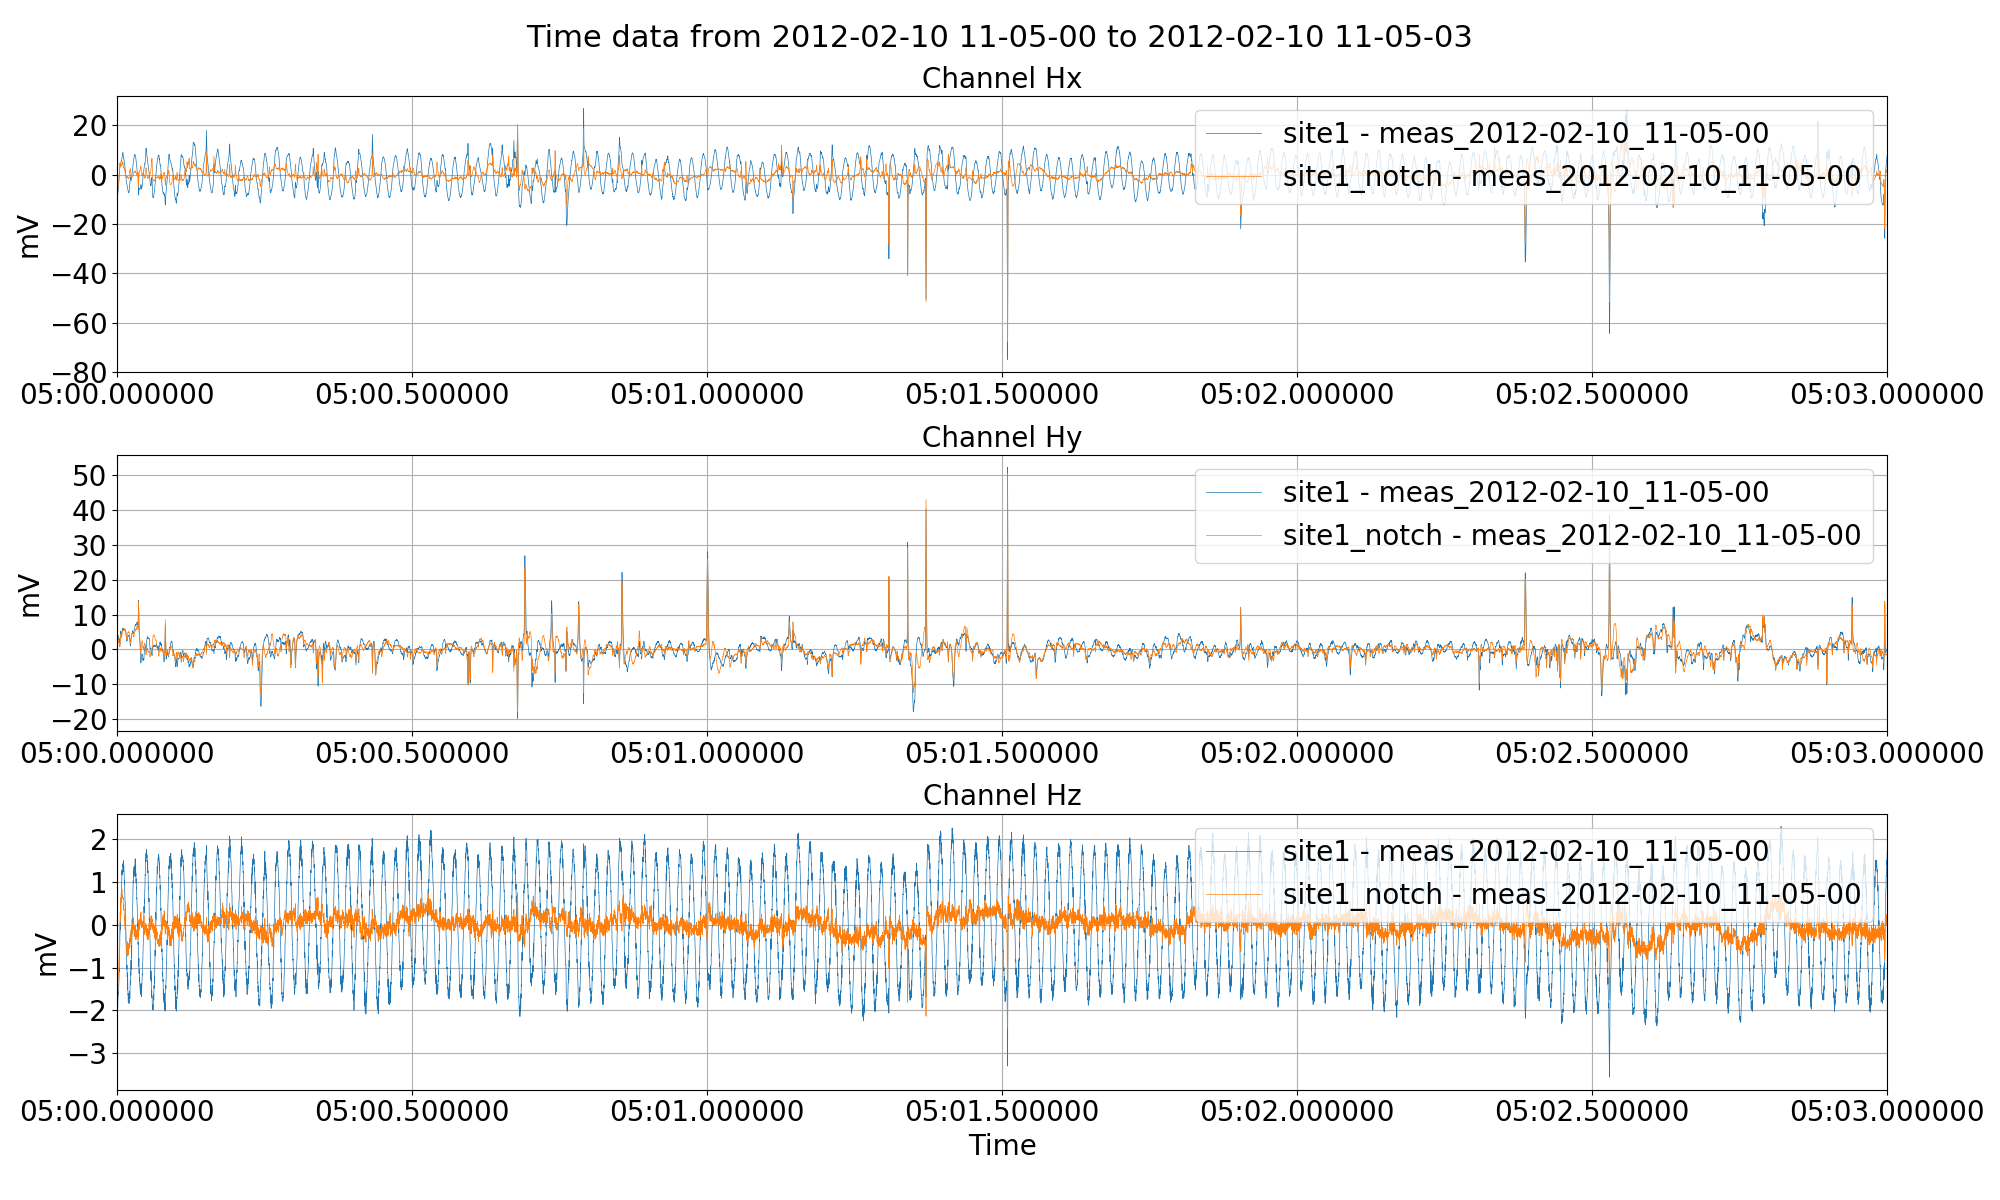 Time data from 2012-02-10 11-05-00 to 2012-02-10 11-05-03
Channel Hx
mV
20
0
−20
−40
−60
−80
site1 - meas_2012-02-10_11-05-00
site1_notch - meas_2012-02-10_11-05-00
05:00.000000 05:00.500000 05:01.000000 05:01.500000 05:02.000000 05:02.500000 05:03.000000
Channel Hy
mV
50
40
30
20
10
0
−10
−20
site1 - meas_2012-02-10_11-05-00
site1_notch - meas_2012-02-10_11-05-00
05:00.000000 05:00.500000 05:01.000000 05:01.500000 05:02.000000 05:02.500000 05:03.000000
Channel Hz
mV
2
1
0
−1
−2
−3
site1 - meas_2012-02-10_11-05-00
site1_notch - meas_2012-02-10_11-05-00
05:00.000000 05:00.500000 05:01.000000 05:01.500000 05:02.000000 05:02.500000 05:03.000000
Time